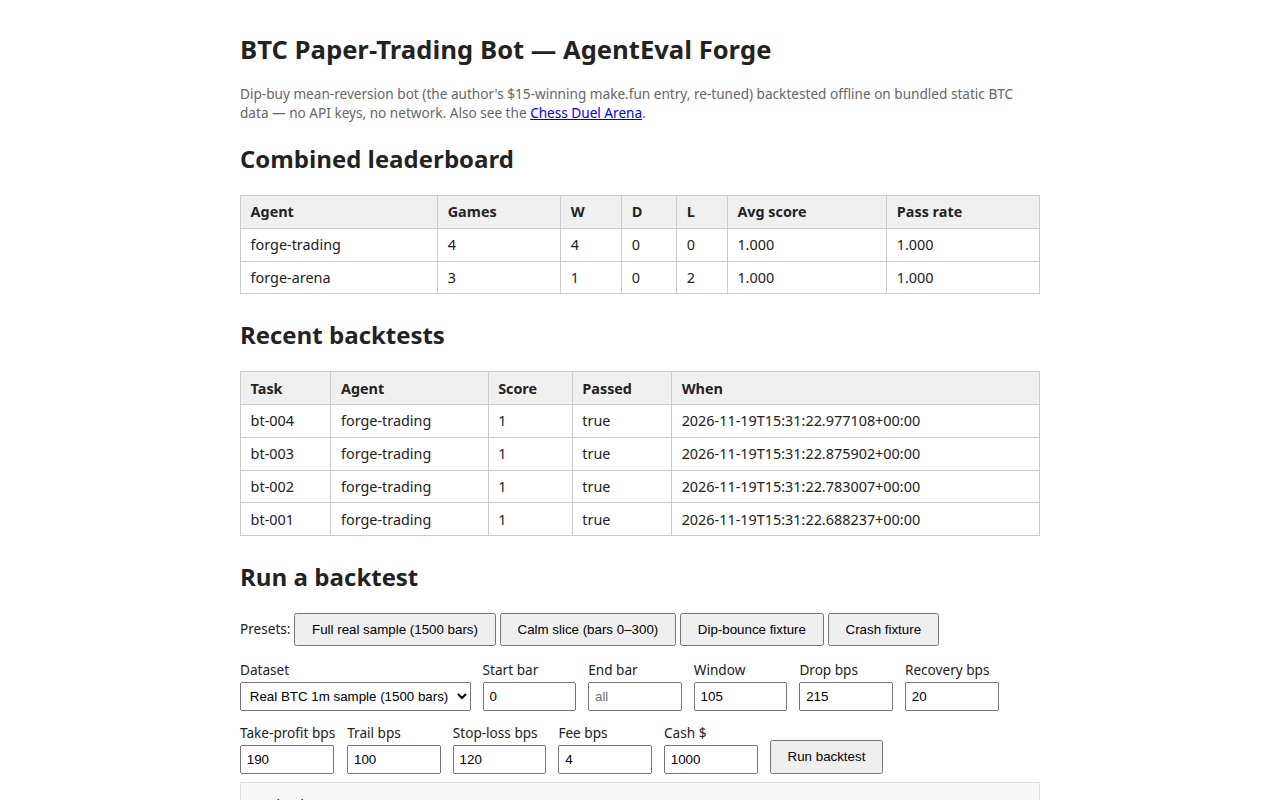 BTC Paper-Trading Bot — AgentEval Forge
Dip-buy mean-reversion bot (the author's $15-winning make.fun entry, re-tuned) backtested offline on bundled static BTC
data — no API keys, no network. Also see the Chess Duel Arena.
Combined leaderboard
Agent Games W D L Avg score Pass rate
forge-trading 4 4 0 0 1.000 1.000
forge-arena 3 1 0 2 1.000 1.000
Recent backtests
Task Agent Score Passed When
bt-004 forge-trading 1 true 2026-11-19T15:31:22.977108+00:00
bt-003 forge-trading 1 true 2026-11-19T15:31:22.875902+00:00
bt-002 forge-trading 1 true 2026-11-19T15:31:22.783007+00:00
bt-001 forge-trading 1 true 2026-11-19T15:31:22.688237+00:00
Run a backtest
Presets: Full real sample (1500 bars) Calm slice (bars 0–300) Dip-bounce fixture Crash fixture
Dataset Start bar End bar Window Drop bps Recovery bps
Real BTC 1m sample (1500 bars) 0 all 105 215 20
Take-profit bps Trail bps Stop-loss bps Fee bps Cash $
190 100 120 4 1000 Run backtest